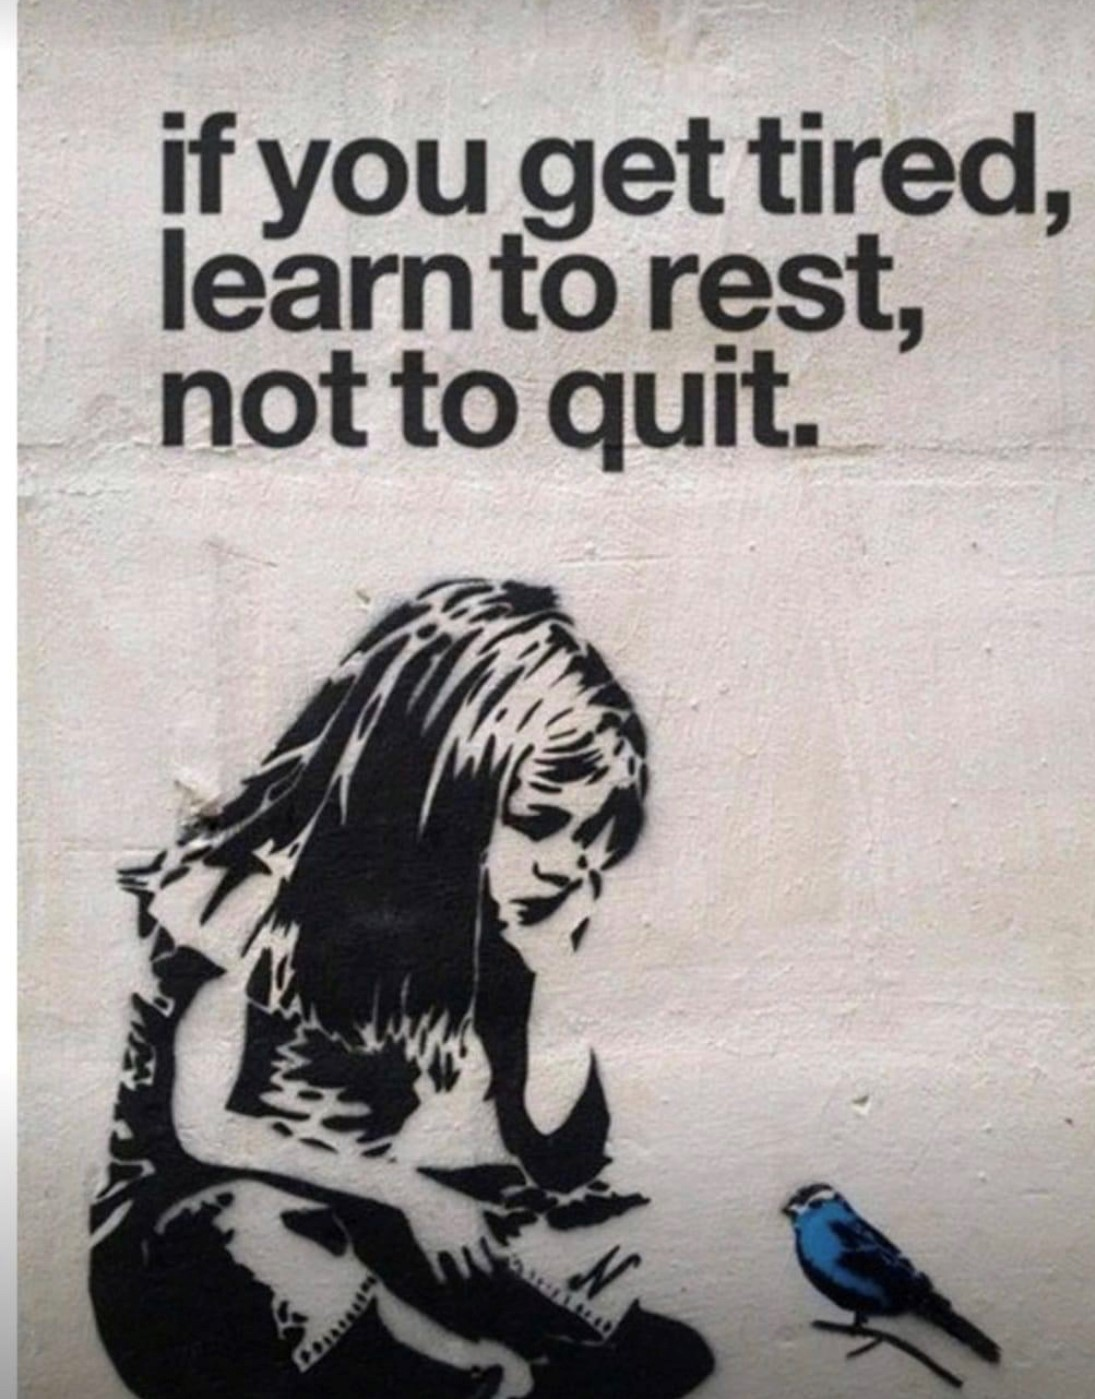 if you get tired,
learn to rest,
not to quit.